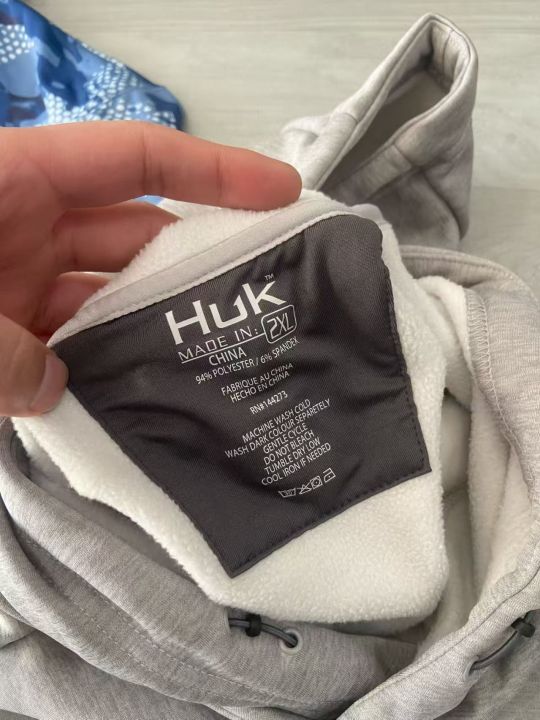 Huk™
MADE IN: 2XL
CHINA
94% POLYESTER / 6% SPANDEX
FABRIQUE AU CHINA
HECHO EN CHINA
RN#144273
MACHINE WASH COLD
WASH DARK COLOUR SEPARETELY
GENTLE CYCLE
DO NOT BLEACH
TUMBLE DRY LOW
COOL IRON IF NEEDED